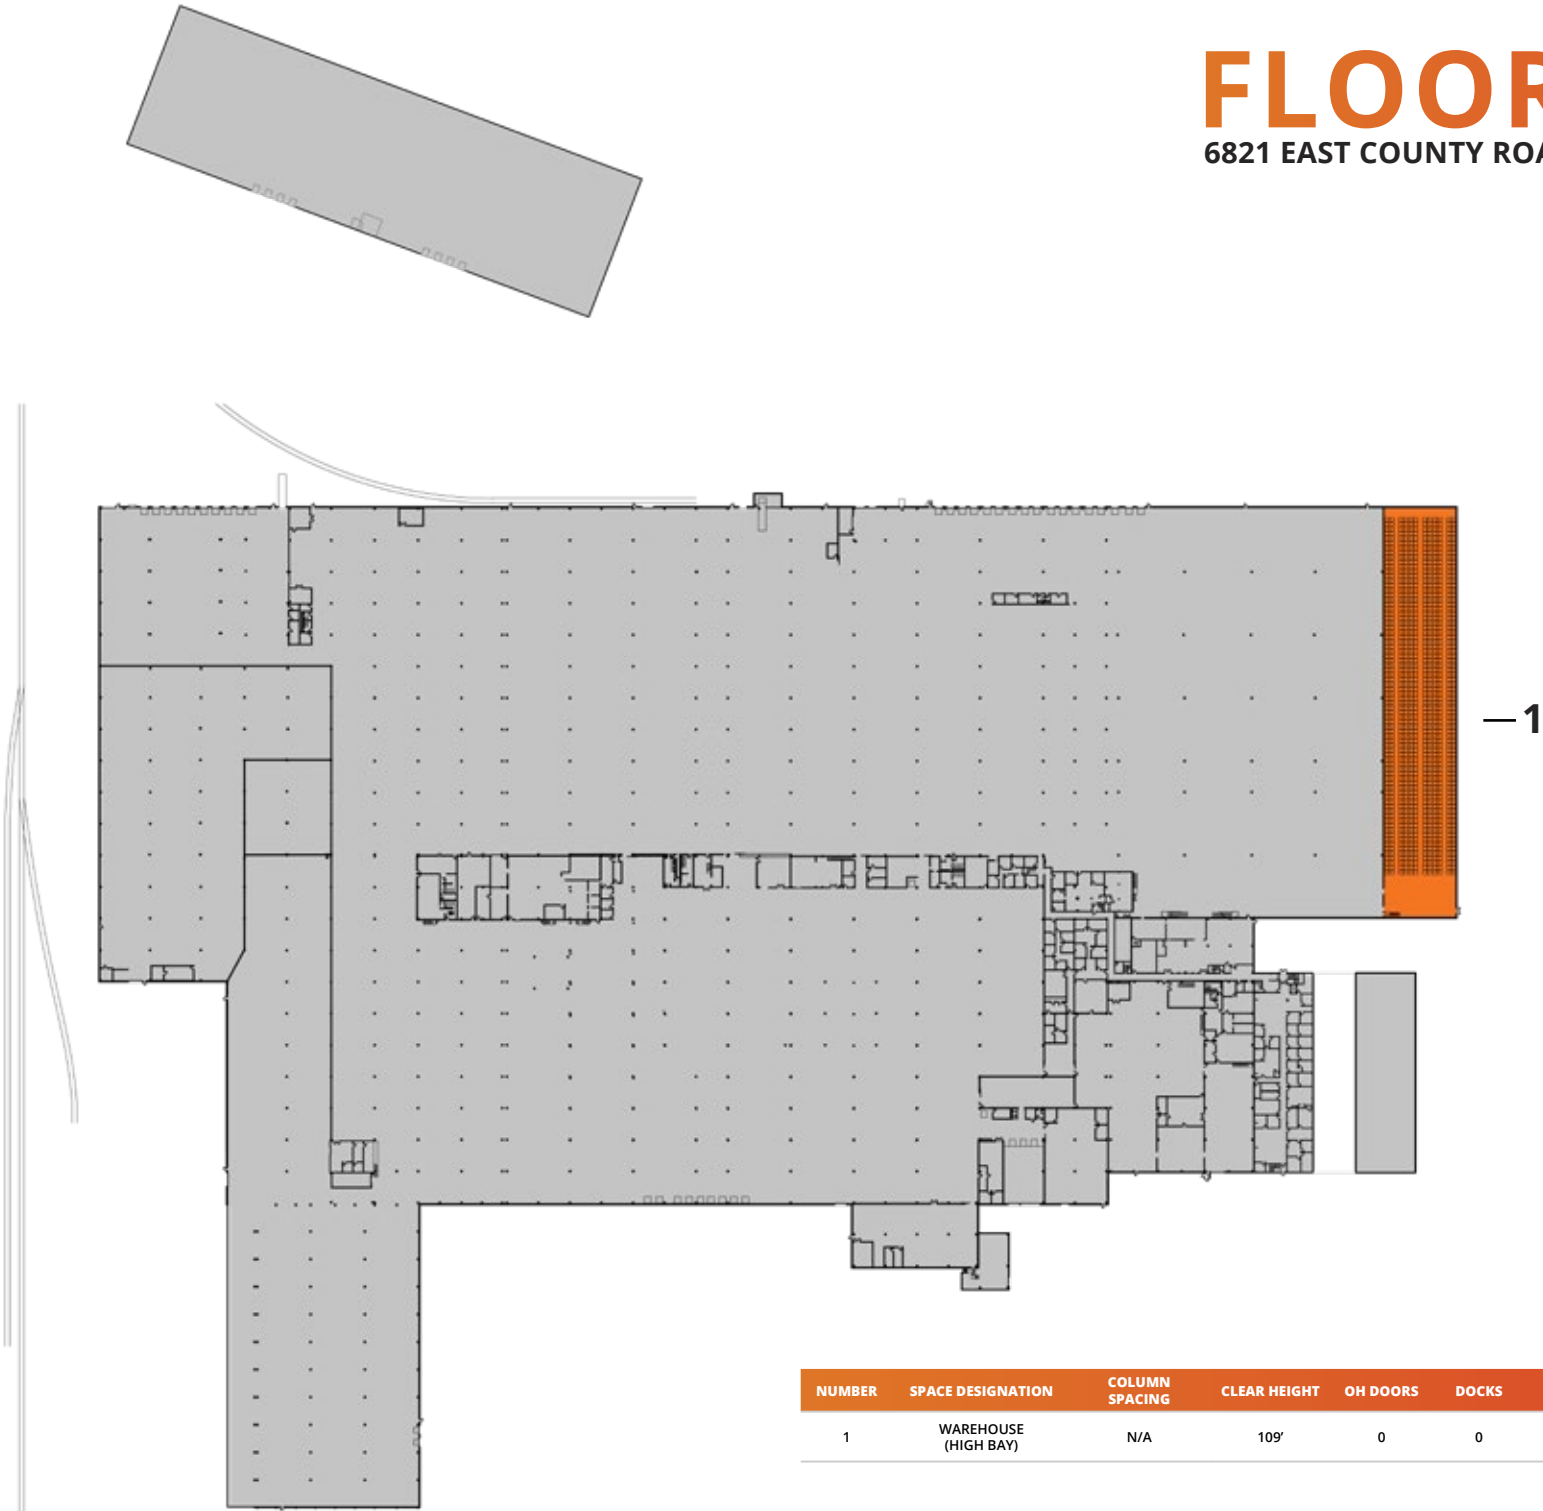 FLOOR
6821 EAST COUNTY ROA
—1
NUMBER SPACE DESIGNATION COLUMN SPACING CLEAR HEIGHT OH DOORS DOCKS
1 WAREHOUSE (HIGH BAY) N/A 109′ 0 0